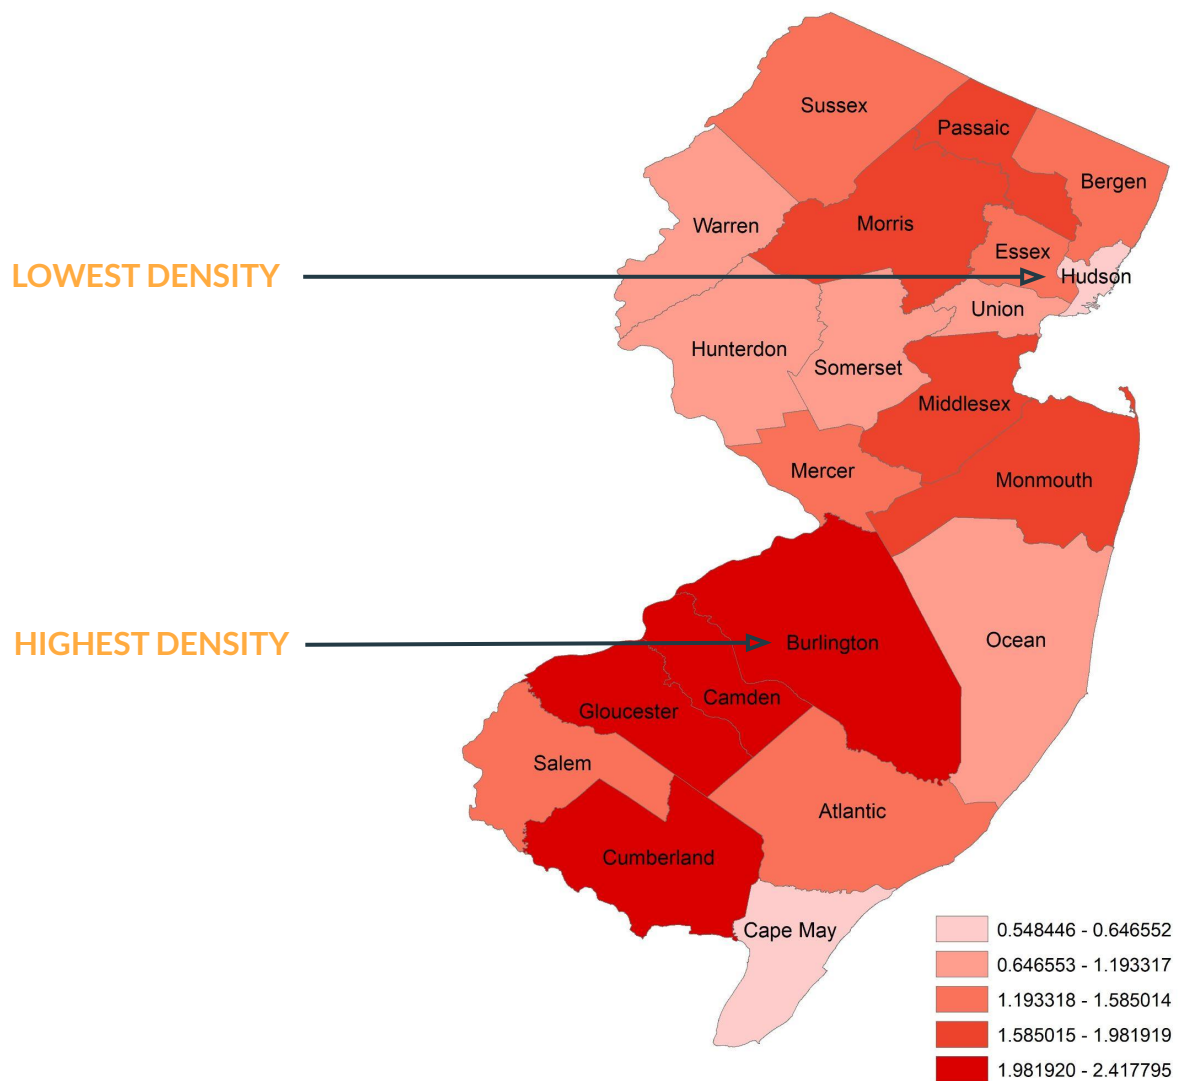 Sussex
Passaic
Bergen
Warren
Morris
Essex
LOWEST DENSITY
Hudson
Union
Hunterdon
Somerset
Middlesex
Mercer
Monmouth
HIGHEST DENSITY
Burlington
Ocean
Camden
Gloucester
Salem
Atlantic
Cumberland
Cape May
0.548446 - 0.646552
0.646553 - 1.193317
1.193318 - 1.585014
1.585015 - 1.981919
1.981920 - 2.417795